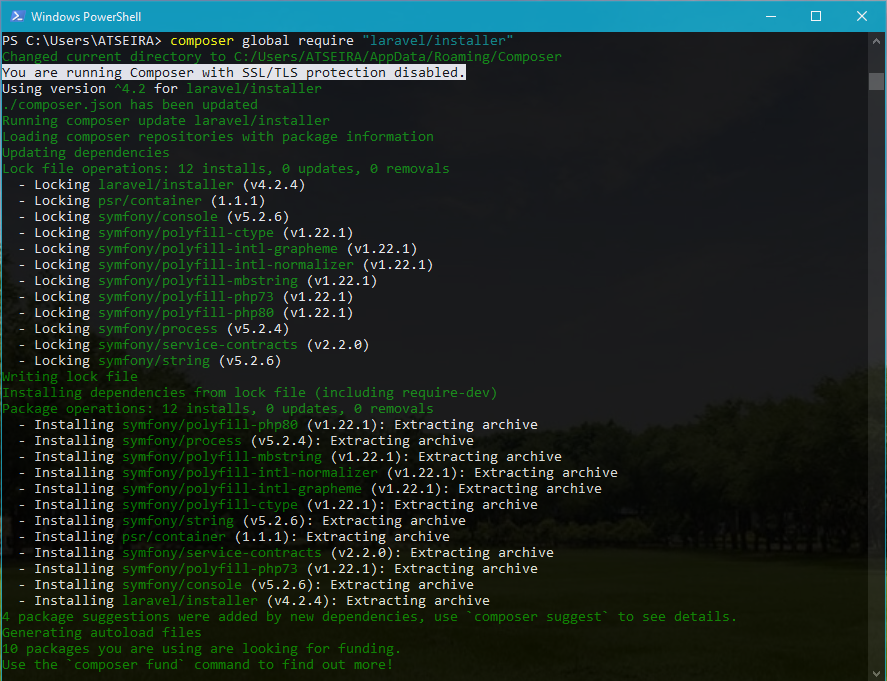 Windows PowerShell
PS C:\Users\ATSEIRA> composer global require "laravel/installer"
Changed current directory to C:/Users/ATSEIRA/AppData/Roaming/Composer
You are running Composer with SSL/TLS protection disabled.
Using version ^4.2 for laravel/installer
./composer.json has been updated
Running composer update laravel/installer
Loading composer repositories with package information
Updating dependencies
Lock file operations: 12 installs, 0 updates, 0 removals
  - Locking laravel/installer (v4.2.4)
  - Locking psr/container (1.1.1)
  - Locking symfony/console (v5.2.6)
  - Locking symfony/polyfill-ctype (v1.22.1)
  - Locking symfony/polyfill-intl-grapheme (v1.22.1)
  - Locking symfony/polyfill-intl-normalizer (v1.22.1)
  - Locking symfony/polyfill-mbstring (v1.22.1)
  - Locking symfony/polyfill-php73 (v1.22.1)
  - Locking symfony/polyfill-php80 (v1.22.1)
  - Locking symfony/process (v5.2.4)
  - Locking symfony/service-contracts (v2.2.0)
  - Locking symfony/string (v5.2.6)
Writing lock file
Installing dependencies from lock file (including require-dev)
Package operations: 12 installs, 0 updates, 0 removals
  - Installing symfony/polyfill-php80 (v1.22.1): Extracting archive
  - Installing symfony/process (v5.2.4): Extracting archive
  - Installing symfony/polyfill-mbstring (v1.22.1): Extracting archive
  - Installing symfony/polyfill-intl-normalizer (v1.22.1): Extracting archive
  - Installing symfony/polyfill-intl-grapheme (v1.22.1): Extracting archive
  - Installing symfony/polyfill-ctype (v1.22.1): Extracting archive
  - Installing symfony/string (v5.2.6): Extracting archive
  - Installing psr/container (1.1.1): Extracting archive
  - Installing symfony/service-contracts (v2.2.0): Extracting archive
  - Installing symfony/polyfill-php73 (v1.22.1): Extracting archive
  - Installing symfony/console (v5.2.6): Extracting archive
  - Installing laravel/installer (v4.2.4): Extracting archive
4 package suggestions were added by new dependencies, use `composer suggest` to see details.
Generating autoload files
10 packages you are using are looking for funding.
Use the `composer fund` command to find out more!